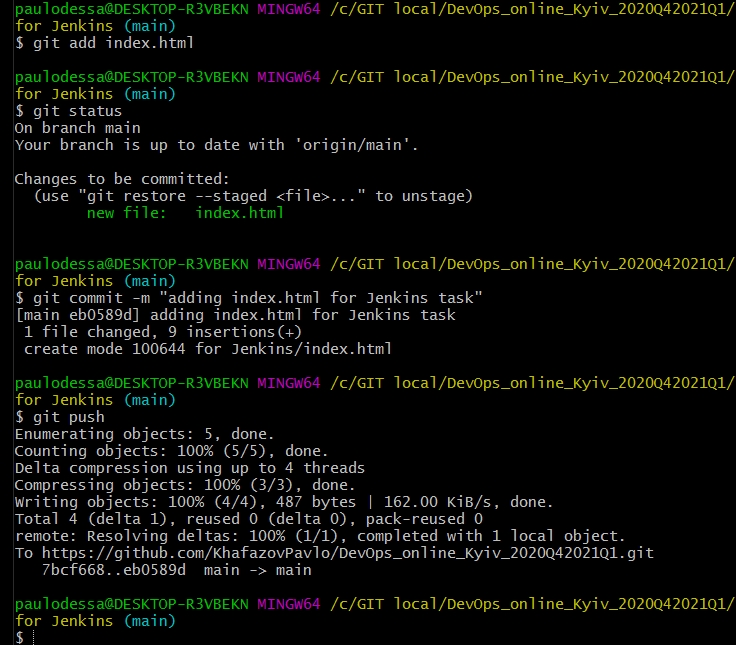 paulodessa@DESKTOP-R3VBEKN MINGW64 /c/GIT local/DevOps_online_Kyiv_2020Q42021Q1/
for Jenkins (main)
$ git add index.html

paulodessa@DESKTOP-R3VBEKN MINGW64 /c/GIT local/DevOps_online_Kyiv_2020Q42021Q1/
for Jenkins (main)
$ git status
On branch main
Your branch is up to date with 'origin/main'.

Changes to be committed:
  (use "git restore --staged <file>..." to unstage)
        new file:   index.html


paulodessa@DESKTOP-R3VBEKN MINGW64 /c/GIT local/DevOps_online_Kyiv_2020Q42021Q1/
for Jenkins (main)
$ git commit -m "adding index.html for Jenkins task"
[main eb0589d] adding index.html for Jenkins task
 1 file changed, 9 insertions(+)
 create mode 100644 for Jenkins/index.html

paulodessa@DESKTOP-R3VBEKN MINGW64 /c/GIT local/DevOps_online_Kyiv_2020Q42021Q1/
for Jenkins (main)
$ git push
Enumerating objects: 5, done.
Counting objects: 100% (5/5), done.
Delta compression using up to 4 threads
Compressing objects: 100% (3/3), done.
Writing objects: 100% (4/4), 487 bytes | 162.00 KiB/s, done.
Total 4 (delta 1), reused 0 (delta 0), pack-reused 0
remote: Resolving deltas: 100% (1/1), completed with 1 local object.
To https://github.com/KhafazovPavlo/DevOps_online_Kyiv_2020Q42021Q1.git
   7bcf668..eb0589d  main -> main

paulodessa@DESKTOP-R3VBEKN MINGW64 /c/GIT local/DevOps_online_Kyiv_2020Q42021Q1/
for Jenkins (main)
$